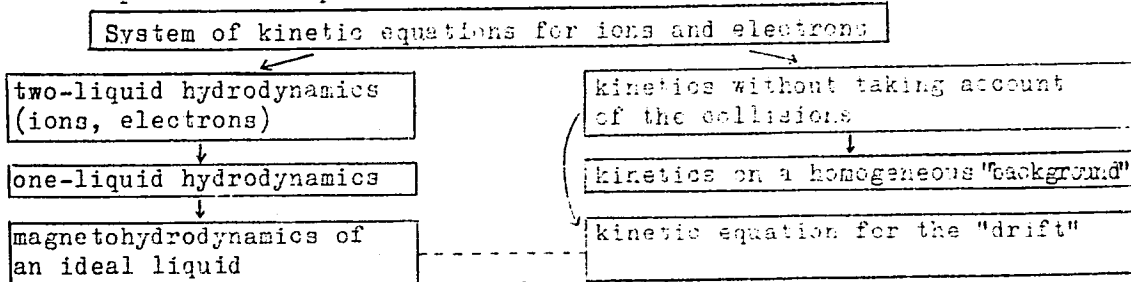 System of kinetic equations for ions and electrons
two-liquid hydrodynamics
(ions, electrons)
one-liquid hydrodynamics
magnetohydrodynamics of
an ideal liquid
kinetics without taking account
of the collisions
kinetics on a homogeneous "background"
kinetic equation for the "drift"